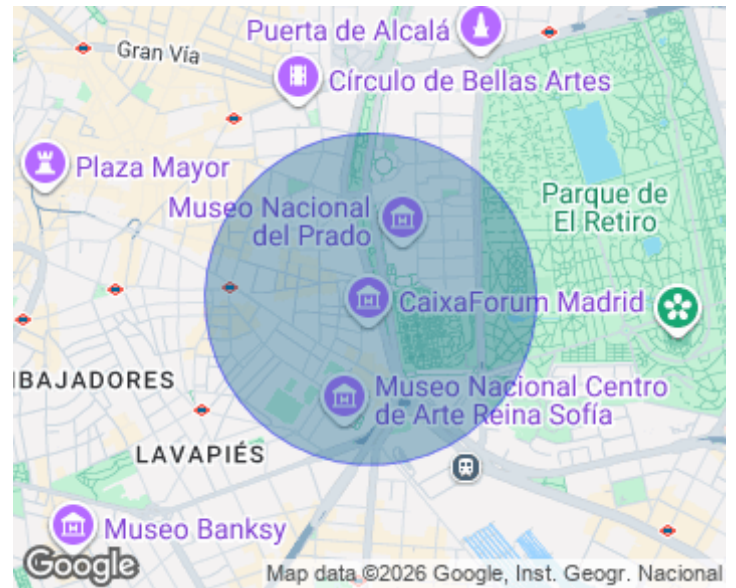 Puerta de Alcalá
Gran Vía
Círculo de Bellas Artes
Plaza Mayor
Museo Nacional
del Prado
Parque de
El Retiro
CaixaForum Madrid
IBAJADORES
Museo Nacional Centro
de Arte Reina Sofía
LAVAPIÉS
Museo Banksy
Google
Map data ©2026 Google, Inst. Geogr. Nacional